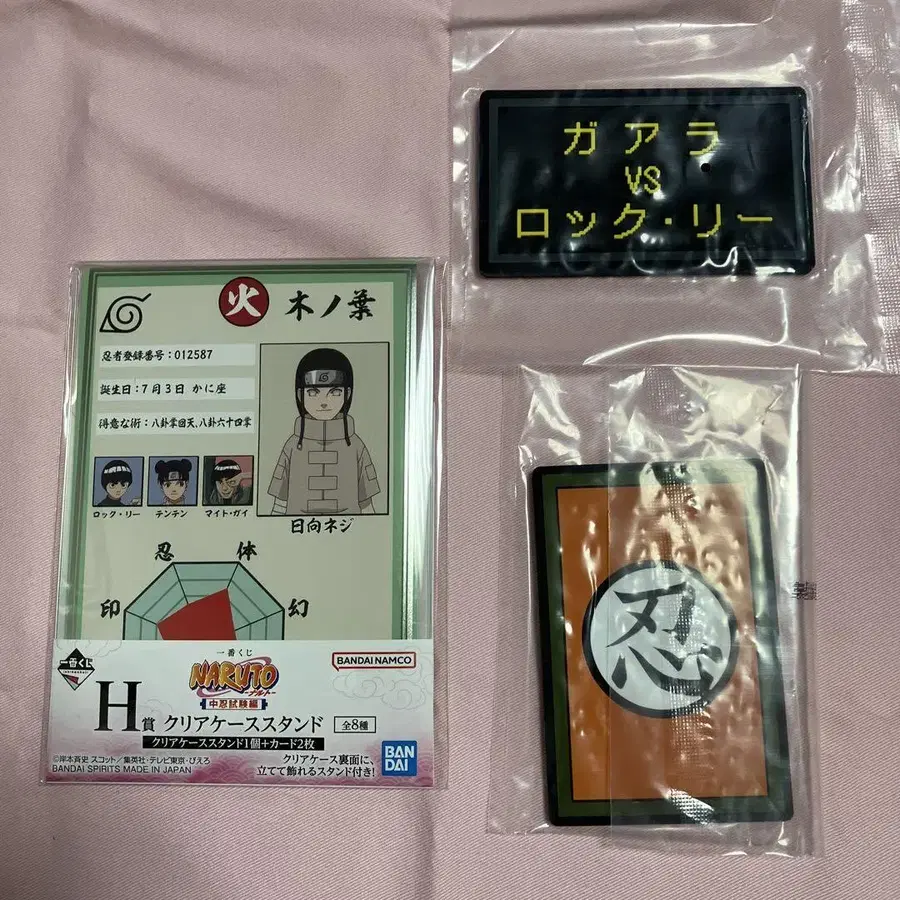 ガアラ
VS
ロック・リー
火 木ノ葉
忍者登録番号：012587
誕生日：7月3日 かに座
得意な術：八卦掌回天、八卦六十四掌
ロック・リー
テンテン
マイト・ガイ
日向ネジ
忍
体
印
幻
一番くじ
一番くじ
NARUTO
ーナルトー
中忍試験編
BANDAI NAMCO
H賞 クリアケーススタンド 全8種
クリアケーススタンド1個+カード2枚
©岸本斉史 スコット／集英社・テレビ東京・ぴえろ
BANDAI SPIRITS MADE IN JAPAN
クリアケース裏面に、
立てて飾れるスタンド付き!
BAN
DAI
忍